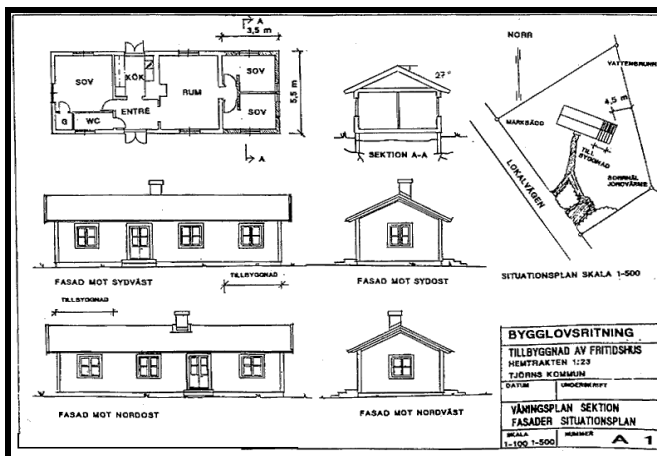 A
3,5 m
SOV
KÖK
RUM
SOV
SOV
G
WC
ENTRÉ
5,5 m
A
27°
SEKTION A-A
NORR
VATTENBRUNN
4,5 m
MARKBÄDD
TILL
BYGGNAD
BORRHÅL
JORDVÄRME
LOKALVÄGEN
SITUATIONSPLAN SKALA 1-500
FASAD MOT SYDVÄST
TILLBYGGNAD
FASAD MOT SYDOST
TILLBYGGNAD
FASAD MOT NORDOST
FASAD MOT NORDVÄST
BYGGLOVSRITNING
TILLBYGGNAD AV FRITIDSHUS
HEMTRAKTEN 1:23
TJÖRNS KOMMUN
DATUM UNDERSKRIFT
VÅNINGSPLAN SEKTION
FASADER SITUATIONSPLAN
SKALA NUMMER
1-100 1-500 A 1